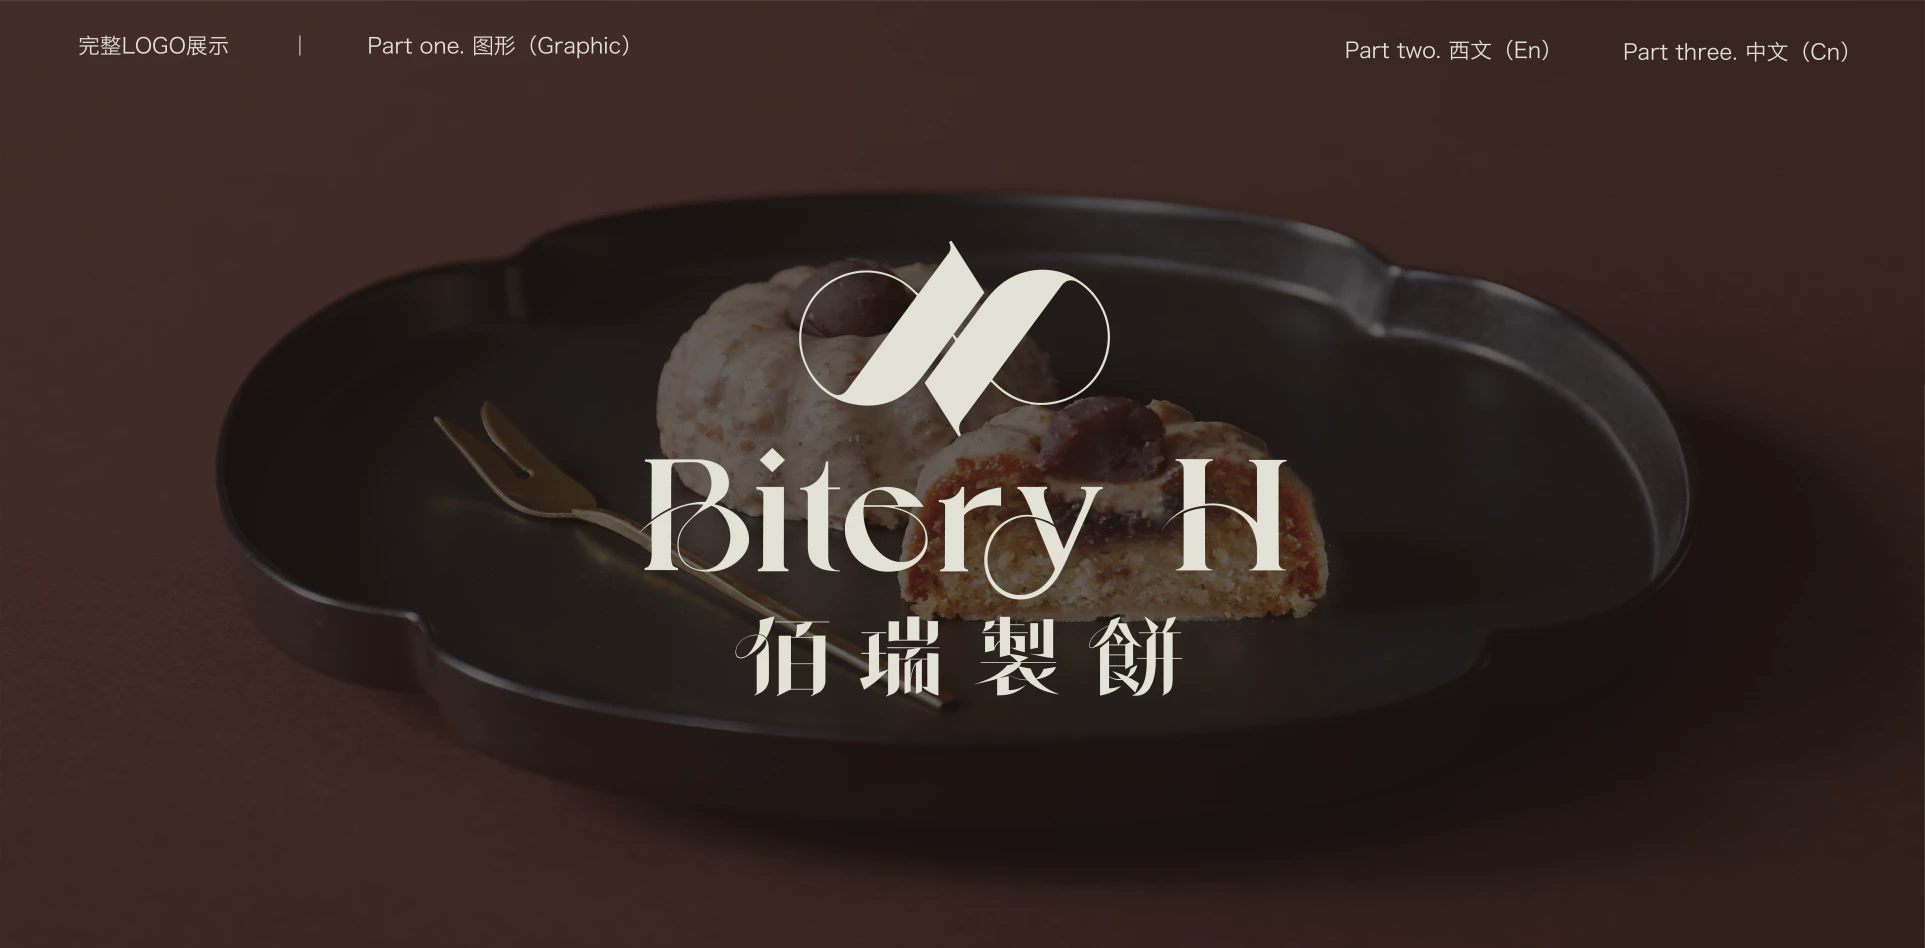 完整LOGO展示 | Part one. 图形（Graphic） Part two. 西文（En） Part three. 中文（Cn）
Bitery H
伯瑞製餅